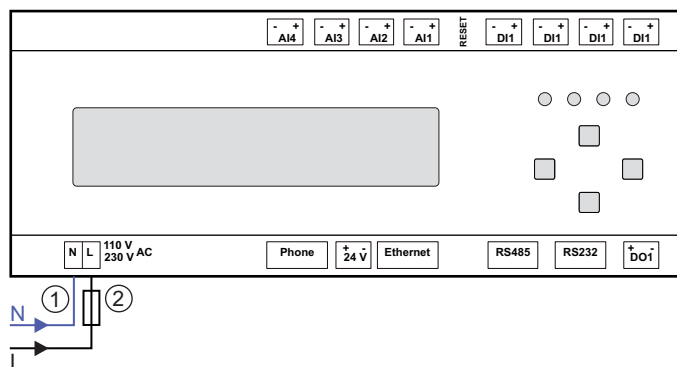 - + - + - + - + RESET - + - + - + - +
AI4 AI3 AI2 AI1 DI1 DI1 DI1 DI1
N L 110 V 230 V AC Phone + - 24 V Ethernet RS485 RS232 + - DO1
1 2
N
L